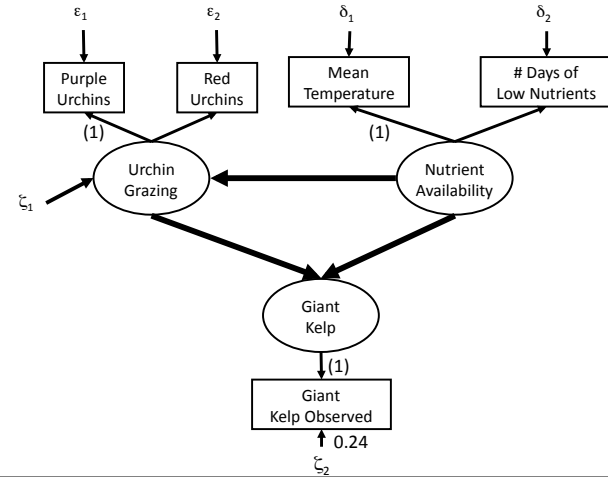 ε1
ε2
δ1
δ2
Purple
Urchins
Red
Urchins
Mean
Temperature
# Days of
Low Nutrients
(1)
(1)
Urchin
Grazing
Nutrient
Availability
ζ1
Giant
Kelp
(1)
Giant
Kelp Observed
0.24
ζ2